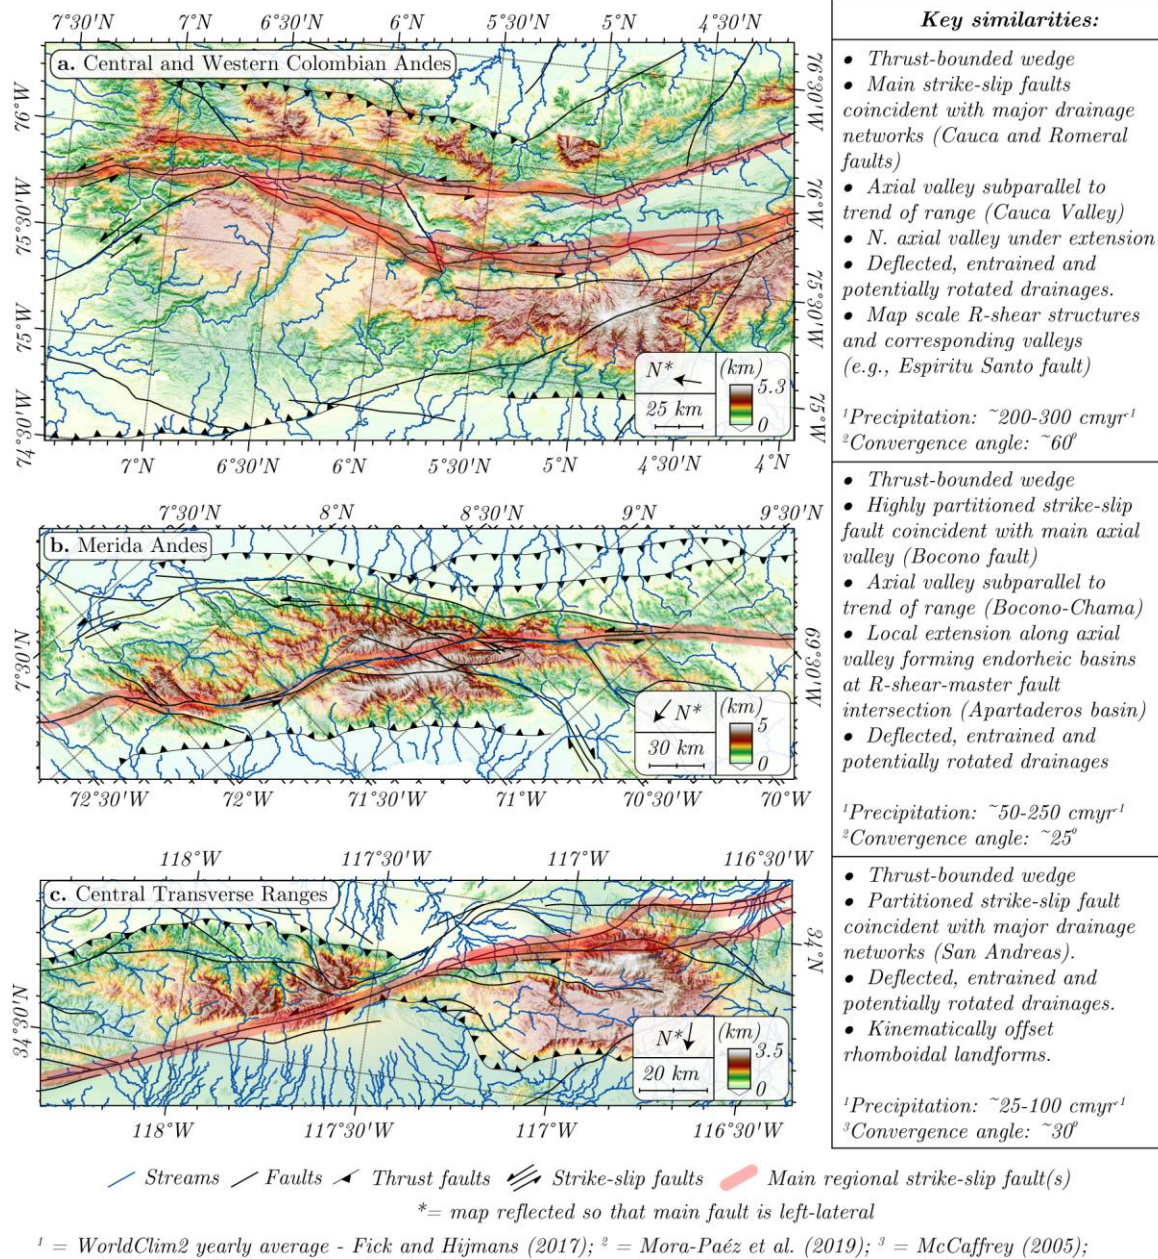 7°30'N 7°N 6°30'N 6°N 5°30'N 5°N 4°30'N
a. Central and Western Colombian Andes
76°W
75°30'W
75°W
74°30'W
76°30'W
76°W
75°30'W
75°W
N*
25 km
(km)
5.3
0
7°N 6°30'N 6°N 5°30'N 5°N 4°30'N 4°N
7°30'N 8°N 8°30'N 9°N 9°30'N
b. Merida Andes
7°30'N
69°30'W
N*
30 km
(km)
5
0
72°30'W 72°W 71°30'W 71°W 70°30'W 70°W
118°W 117°30'W 117°W 116°30'W
c. Central Transverse Ranges
34°30'N
34°N
N*
20 km
(km)
3.5
0
118°W 117°30'W 117°W 116°30'W
Key similarities:
• Thrust-bounded wedge
• Main strike-slip faults
coincident with major drainage
networks (Cauca and Romeral
faults)
• Axial valley subparallel to
trend of range (Cauca Valley)
• N. axial valley under extension
• Deflected, entrained and
potentially rotated drainages.
• Map scale R-shear structures
and corresponding valleys
(e.g., Espiritu Santo fault)
¹Precipitation: ~200-300 cmyr⁻¹
²Convergence angle: ~60°
• Thrust-bounded wedge
• Highly partitioned strike-slip
fault coincident with main axial
valley (Bocono fault)
• Axial valley subparallel to
trend of range (Bocono-Chama)
• Local extension along axial
valley forming endorheic basins
at R-shear-master fault
intersection (Apartaderos basin)
• Deflected, entrained and
potentially rotated drainages
¹Precipitation: ~50-250 cmyr⁻¹
²Convergence angle: ~25°
• Thrust-bounded wedge
• Partitioned strike-slip fault
coincident with major drainage
networks (San Andreas).
• Deflected, entrained and
potentially rotated drainages.
• Kinematically offset
rhomboidal landforms.
¹Precipitation: ~25-100 cmyr⁻¹
³Convergence angle: ~30°
Streams Faults Thrust faults Strike-slip faults Main regional strike-slip fault(s)
*= map reflected so that main fault is left-lateral
¹ = WorldClim2 yearly average - Fick and Hijmans (2017); ² = Mora-Paéz et al. (2019); ³ = McCaffrey (2005);